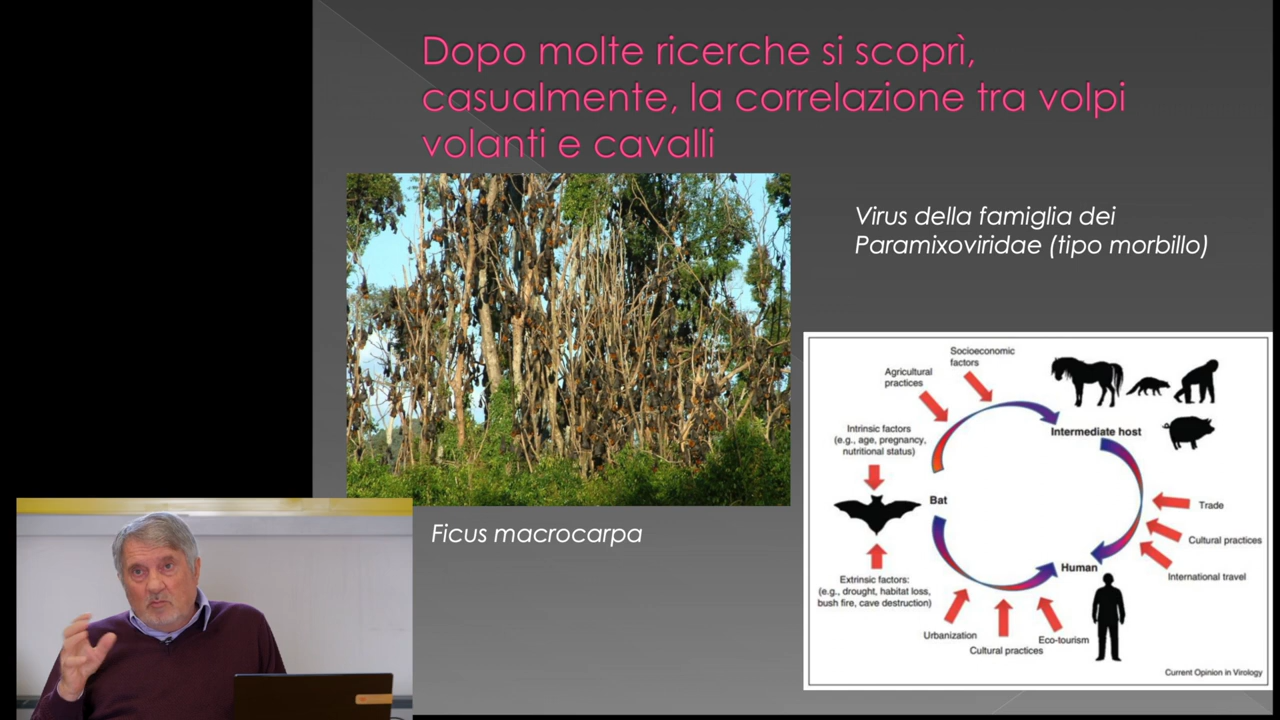 Dopo molte ricerche si scoprì,
casualmente, la correlazione tra volpi
volanti e cavalli
Virus della famiglia dei
Paramixoviridae (tipo morbillo)
Ficus macrocarpa
Socioeconomic
factors
Agricultural
practices
Intrinsic factors
(e.g., age, pregnancy,
nutritional status)
Intermediate host
Bat
Trade
Cultural practices
International travel
Human
Extrinsic factors:
(e.g., drought, habitat loss,
bush fire, cave destruction)
Urbanization
Cultural practices
Eco-tourism
Current Opinion in Virology